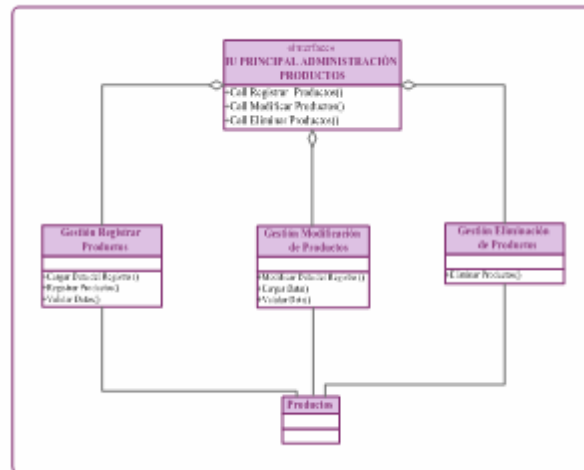 «Interface»
IU PRINCIPAL ADMINISTRACIÓN
PRODUCTOS
+Call Registrar Productos()
+Call Modificar Productos()
+Call Eliminar Productos()
Gestión Registrar
Productos
+Cargar Datos del Registro()
+Registrar Productos()
+Validar Datos()
Gestión Modificación
de Productos
+Modificar Datos del Registro()
+Cargar Datos()
+Validar Datos()
Gestión Eliminación
de Productos
+Eliminar Productos()
Productos